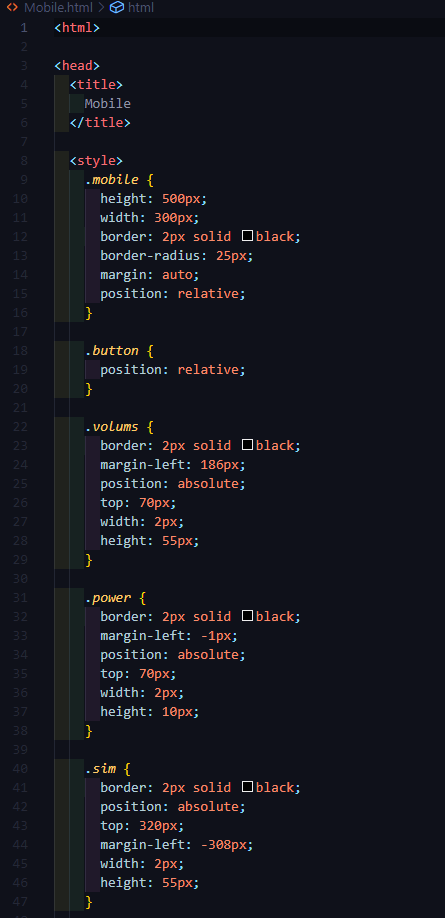 Mobile.html > html
1 <html>
2
3 <head>
4 <title>
5 Mobile
6 </title>
7
8 <style>
9 .mobile {
10 height: 500px;
11 width: 300px;
12 border: 2px solid black;
13 border-radius: 25px;
14 margin: auto;
15 position: relative;
16 }
17
18 .button {
19 position: relative;
20 }
21
22 .volums {
23 border: 2px solid black;
24 margin-left: 186px;
25 position: absolute;
26 top: 70px;
27 width: 2px;
28 height: 55px;
29 }
30
31 .power {
32 border: 2px solid black;
33 margin-left: -1px;
34 position: absolute;
35 top: 70px;
36 width: 2px;
37 height: 10px;
38 }
39
40 .sim {
41 border: 2px solid black;
42 position: absolute;
43 top: 320px;
44 margin-left: -308px;
45 width: 2px;
46 height: 55px;
47 }